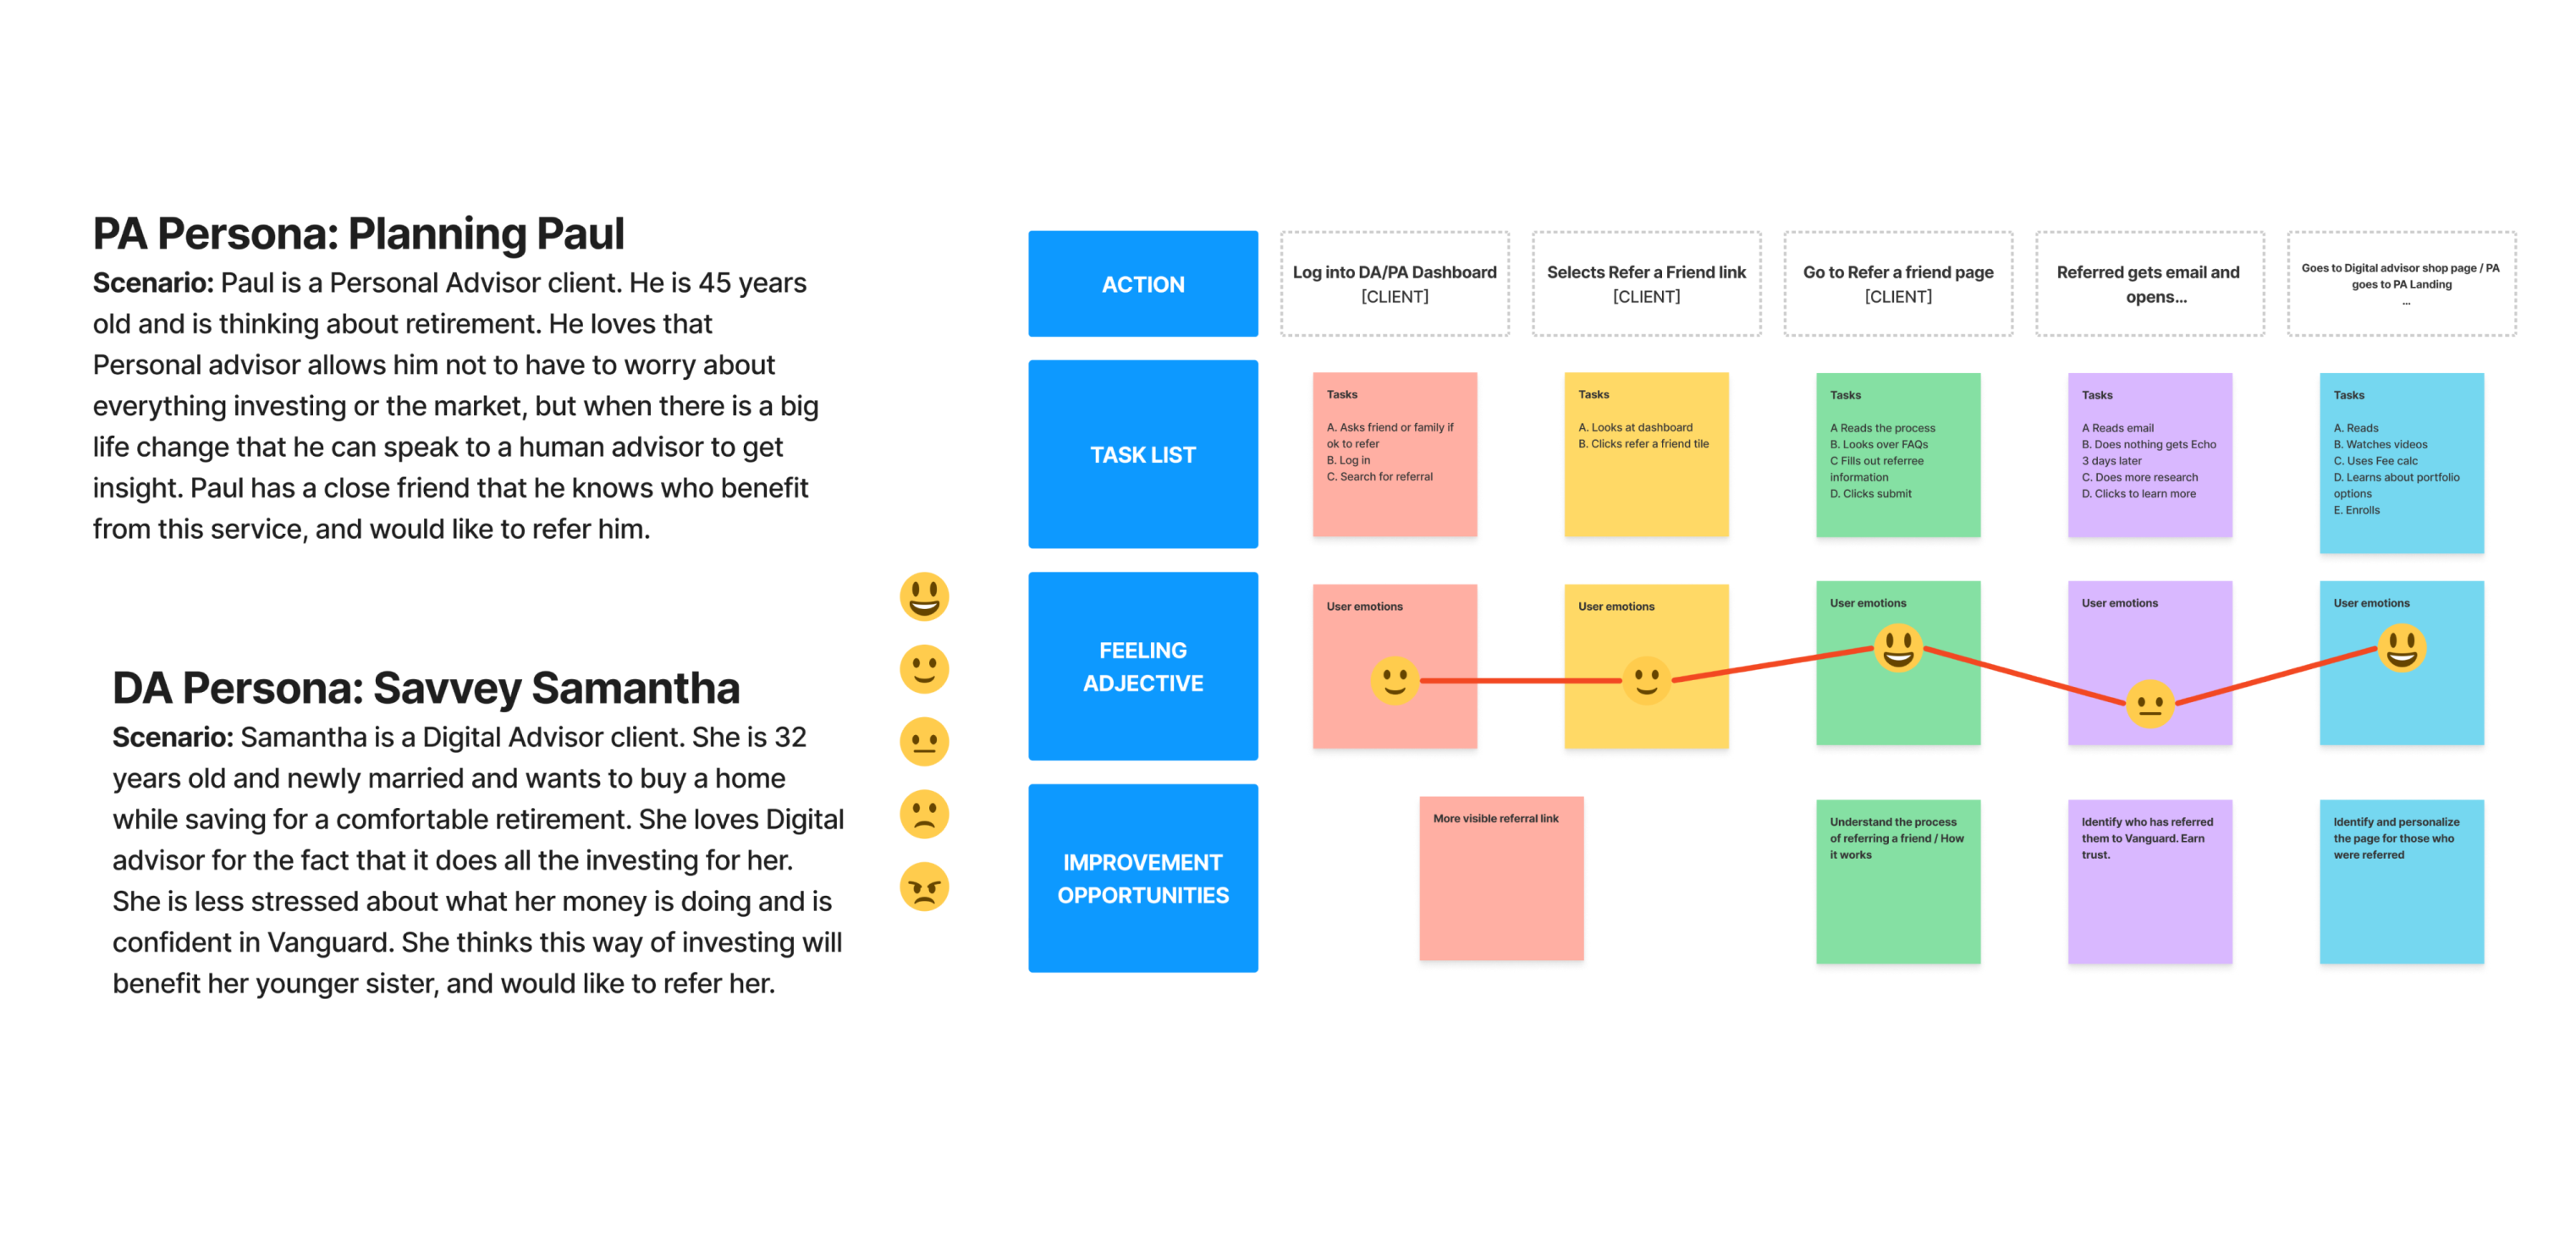 PA Persona: Planning Paul
Scenario: Paul is a Personal Advisor client. He is 45 years
old and is thinking about retirement. He loves that
Personal advisor allows him not to have to worry about
everything investing or the market, but when there is a big
life change that he can speak to a human advisor to get
insight. Paul has a close friend that he knows who benefit
from this service, and would like to refer him.
DA Persona: Savvey Samantha
Scenario: Samantha is a Digital Advisor client. She is 32
years old and newly married and wants to buy a home
while saving for a comfortable retirement. She loves Digital
advisor for the fact that it does all the investing for her.
She is less stressed about what her money is doing and is
confident in Vanguard. She thinks this way of investing will
benefit her younger sister, and would like to refer her.
ACTION
Log into DA/PA Dashboard
[CLIENT]
Selects Refer a Friend link
[CLIENT]
Go to Refer a friend page
[CLIENT]
Referred gets email and
opens...
Goes to Digital advisor shop page / PA
goes to PA Landing
...
TASK LIST
Tasks
A. Asks friend or family if
ok to refer
B. Log in
C. Search for referral
Tasks
A. Looks at dashboard
B. Clicks refer a friend tile
Tasks
A Reads the process
B. Looks over FAQs
C Fills out referree
information
D. Clicks submit
Tasks
A Reads email
B. Does nothing gets Echo
3 days later
C. Does more research
D. Clicks to learn more
Tasks
A. Reads
B. Watches videos
C. Uses Fee calc
D. Learns about portfolio
options
E. Enrolls
FEELING
ADJECTIVE
User emotions
User emotions
User emotions
User emotions
User emotions
IMPROVEMENT
OPPORTUNITIES
More visible referral link
Understand the process
of referring a friend / How
it works
Identify who has referred
them to Vanguard. Earn
trust.
Identify and personalize
the page for those who
were referred